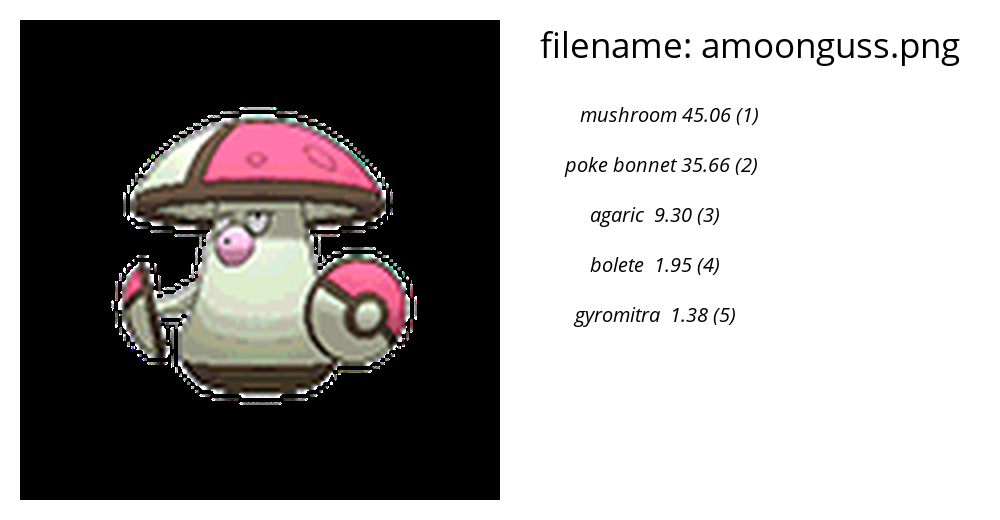 filename: amoonguss.png
mushroom 45.06 (1)
poke bonnet 35.66 (2)
agaric  9.30 (3)
bolete  1.95 (4)
gyromitra  1.38 (5)